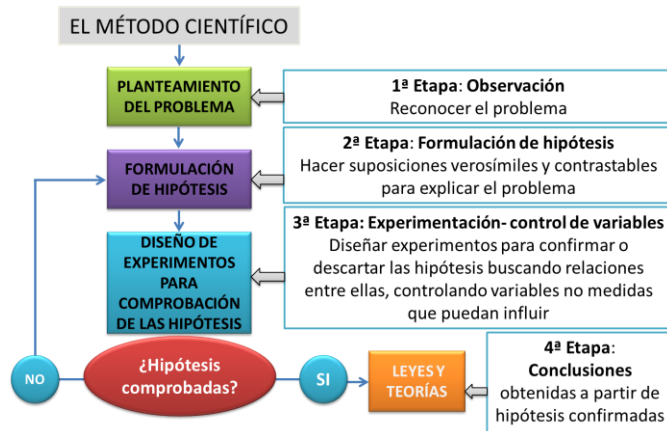 EL MÉTODO CIENTÍFICO
PLANTEAMIENTO
DEL PROBLEMA
1ª Etapa: Observación
Reconocer el problema
FORMULACIÓN
DE HIPÓTESIS
2ª Etapa: Formulación de hipótesis
Hacer suposiciones verosímiles y contrastables
para explicar el problema
DISEÑO DE
EXPERIMENTOS
PARA
COMPROBACIÓN
DE LAS HIPÓTESIS
3ª Etapa: Experimentación- control de variables
Diseñar experimentos para confirmar o
descartar las hipótesis buscando relaciones
entre ellas, controlando variables no medidas
que puedan influir
NO
¿Hipótesis
comprobadas?
SI
LEYES Y
TEORÍAS
4ª Etapa:
Conclusiones
obtenidas a partir de
hipótesis confirmadas